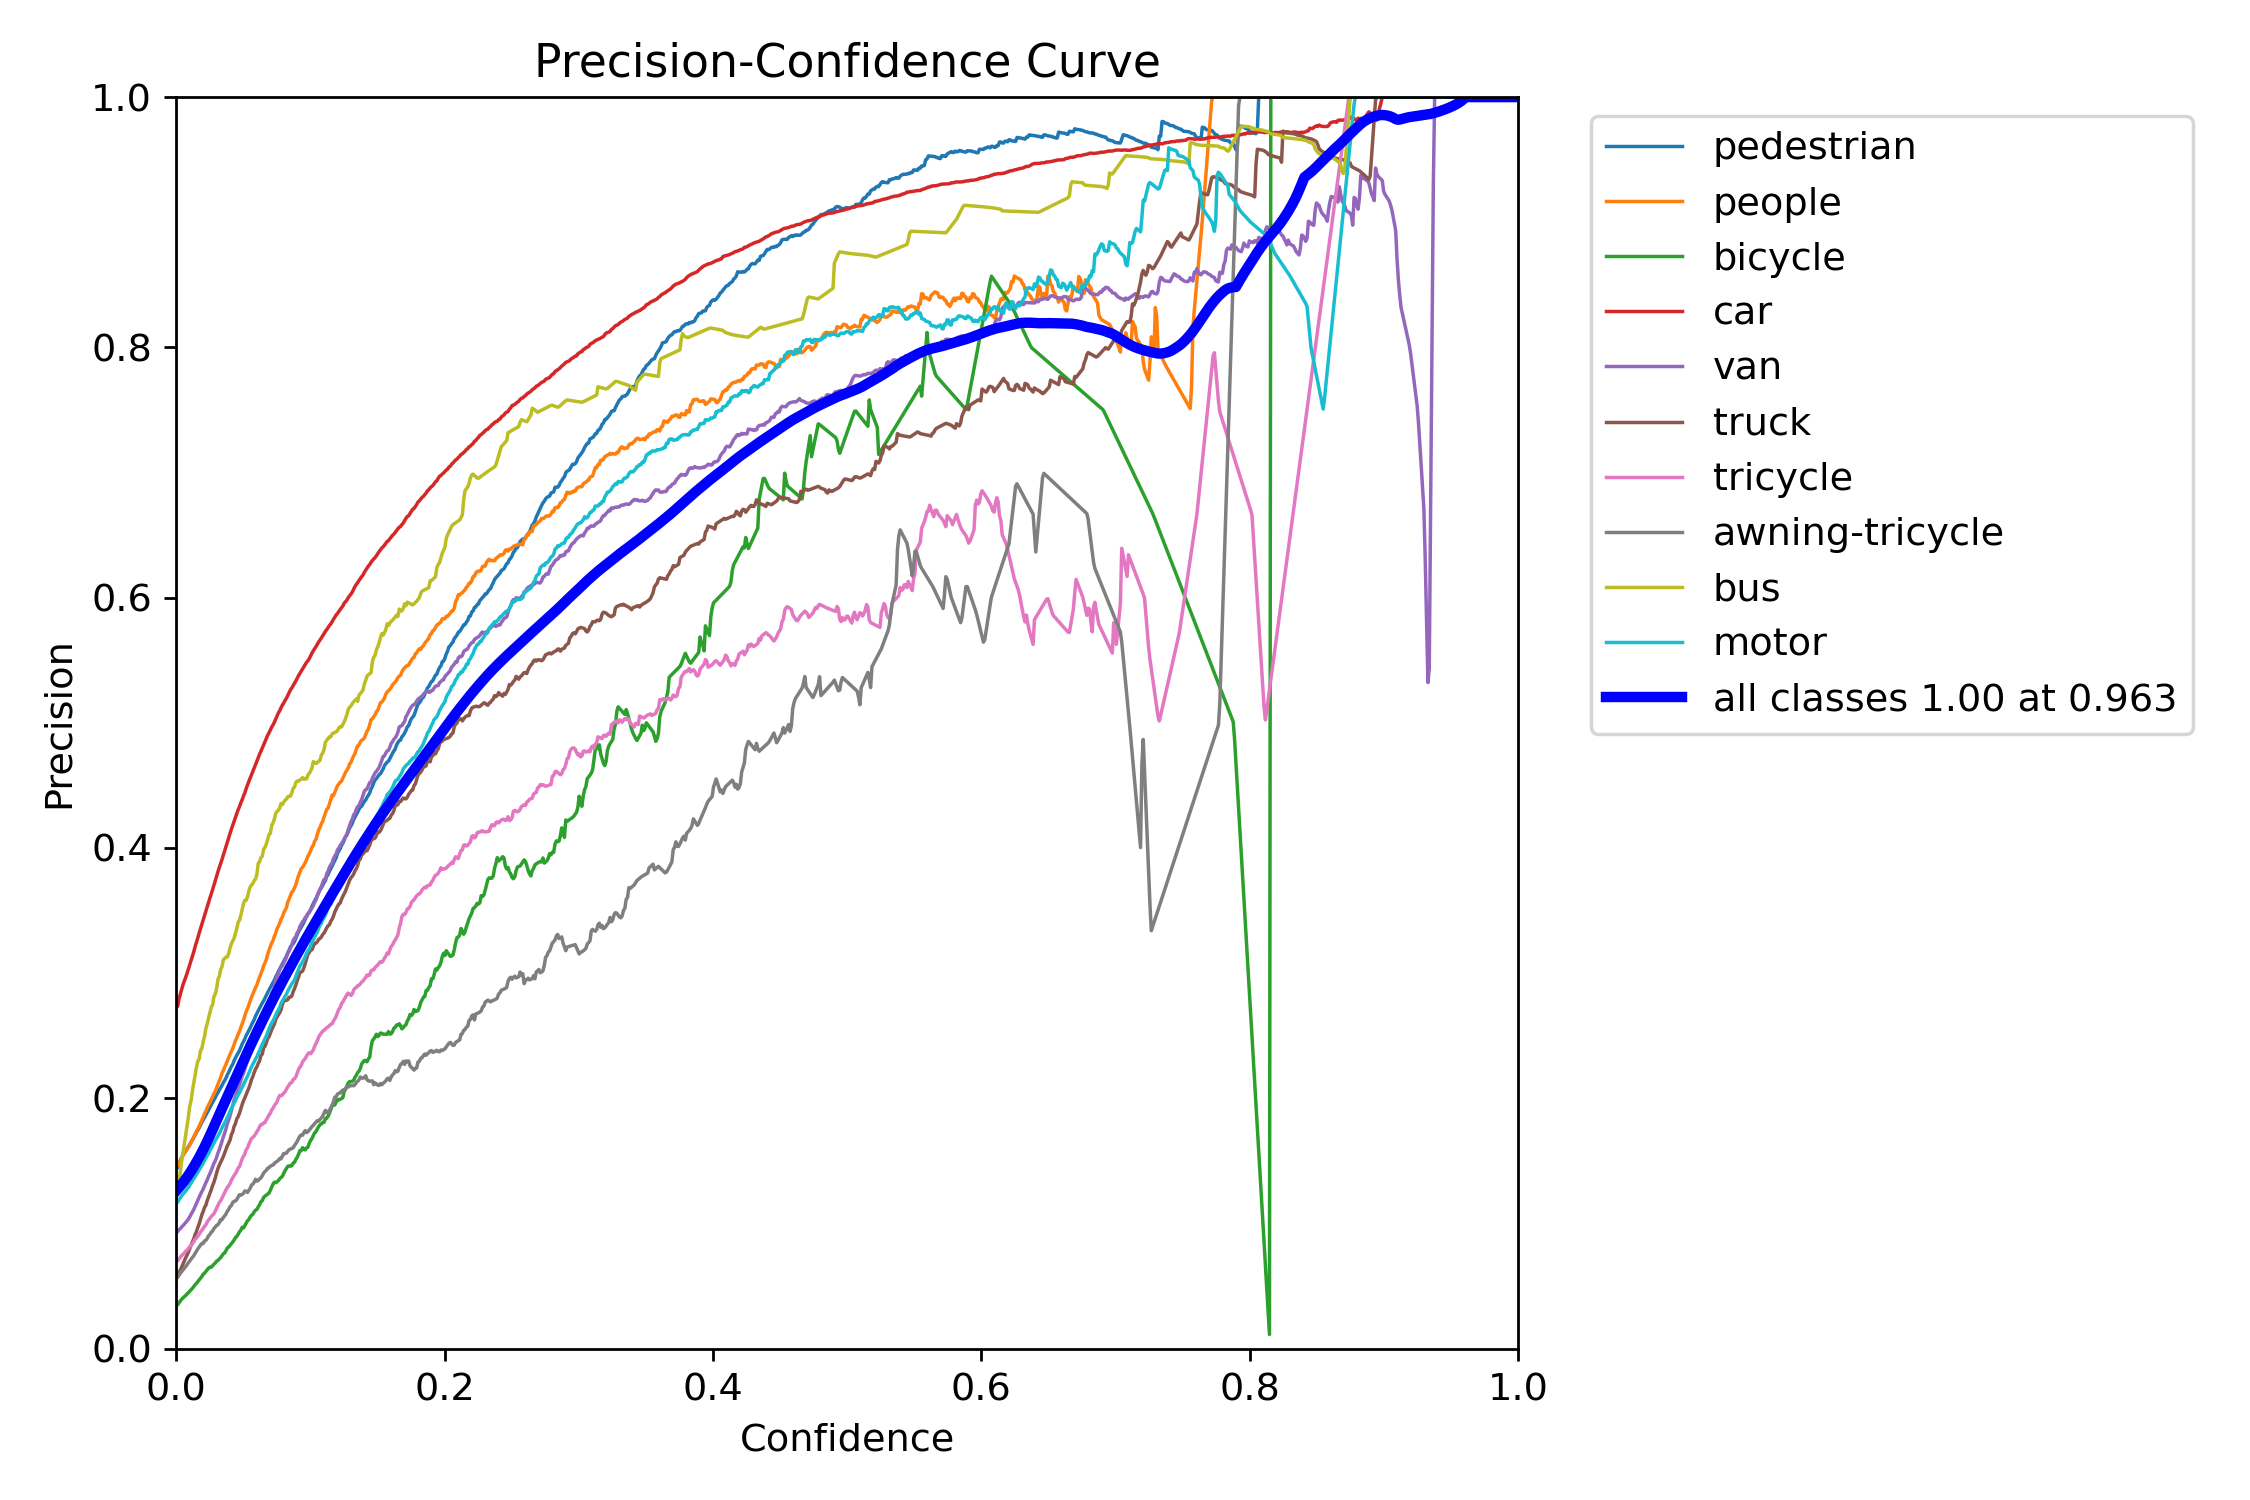 Precision-Confidence Curve
1.0
0.8
0.6
0.4
0.2
0.0
Precision
0.0 0.2 0.4 0.6 0.8 1.0
Confidence
pedestrian
people
bicycle
car
van
truck
tricycle
awning-tricycle
bus
motor
all classes 1.00 at 0.963